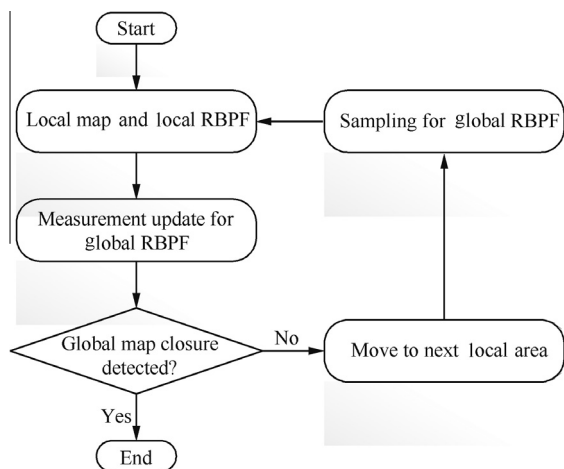 Start
Local map and local RBPF
Sampling for global RBPF
Measurement update for
global RBPF
Global map closure
detected?
No
Move to next local area
Yes
End